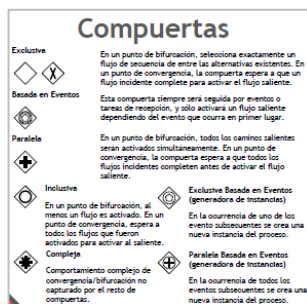 Compuertas
Exclusiva
En un punto de bifurcación, selecciona exactamente un
flujo de secuencia de entre las alternativas existentes. En
un punto de convergencia, la compuerta espera a que un
flujo incidente complete para activar el flujo saliente.
Basada en Eventos
Esta compuerta siempre será seguida por eventos o
tareas de recepción, y sólo activará un flujo saliente
dependiendo del evento que ocurra en primer lugar.
Paralela
En un punto de bifurcación, todos los caminos salientes
serán activados simultáneamente. En un punto de
convergencia, la compuerta espera a que todos los
flujos incidentes completen antes de activar el flujo
saliente.
Inclusiva
En un punto de bifurcación, al
menos un flujo es activado. En un
punto de convergencia, espera a
todos los flujos que fueron
activados para activar al saliente.
Exclusiva Basada en Eventos
(generadora de instancias)
En la ocurrencia de uno de los
evento subsecuentes se crea una
nueva instancia del proceso.
Compleja
Comportamiento complejo de
convergencia/bifurcación no
capturado por el resto de
compuertas.
Paralela Basada en Eventos
(generadora de instancias)
En la ocurrencia de todos los
eventos subsecuentes se crea una
nueva instancia del proceso.